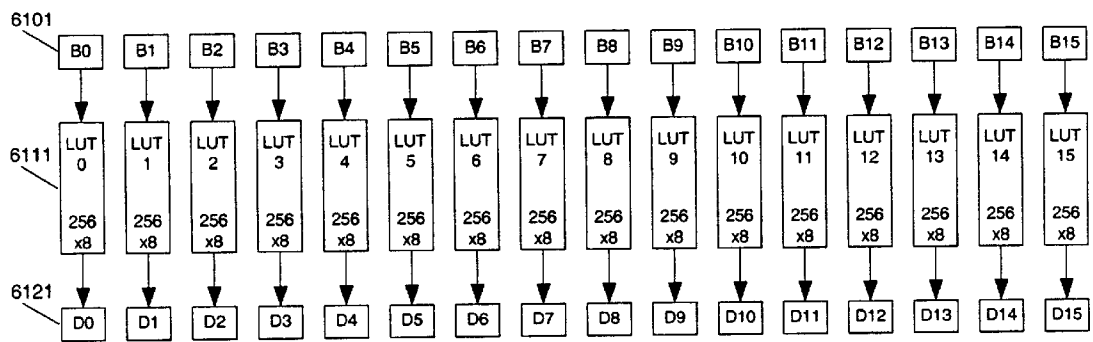 6101
B0 B1 B2 B3 B4 B5 B6 B7 B8 B9 B10 B11 B12 B13 B14 B15
6111
LUT LUT LUT LUT LUT LUT LUT LUT LUT LUT LUT LUT LUT LUT LUT LUT
0 1 2 3 4 5 6 7 8 9 10 11 12 13 14 15
256 256 256 256 256 256 256 256 256 256 256 256 256 256 256 256
x8 x8 x8 x8 x8 x8 x8 x8 x8 x8 x8 x8 x8 x8 x8 x8
6121
D0 D1 D2 D3 D4 D5 D6 D7 D8 D9 D10 D11 D12 D13 D14 D15